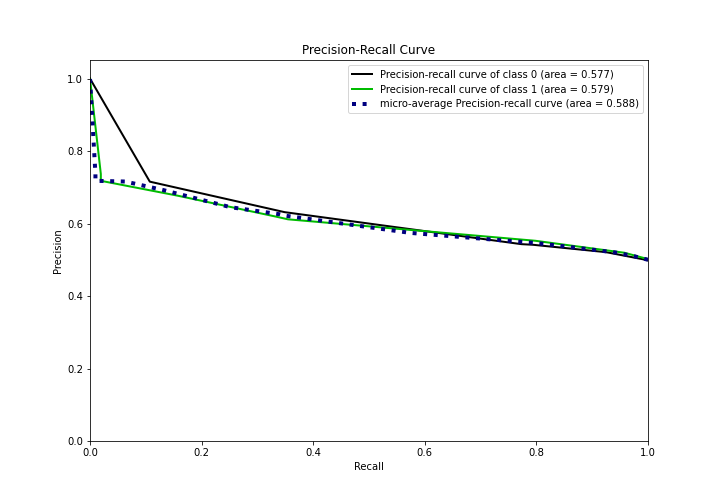 Precision-Recall Curve
Precision-recall curve of class 0 (area = 0.577)
Precision-recall curve of class 1 (area = 0.579)
micro-average Precision-recall curve (area = 0.588)
1.0
0.8
0.6
0.4
0.2
0.0
Precision
0.0 0.2 0.4 0.6 0.8 1.0
Recall